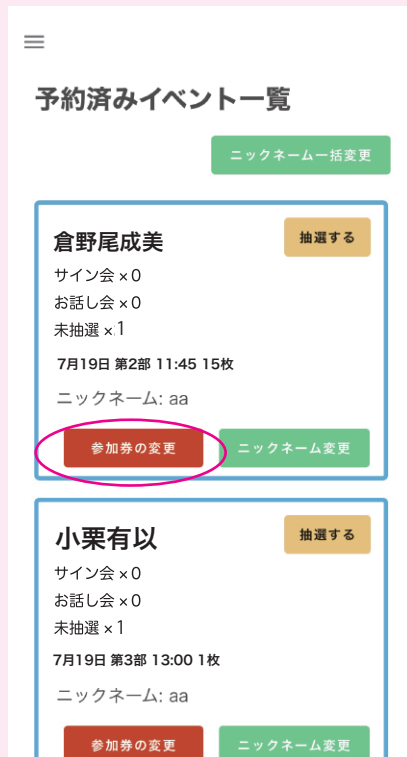 予約済みイベント一覧
ニックネーム一括変更
倉野尾成美
抽選する
サイン会 × 0
お話し会 × 0
未抽選 × 1
7月19日 第2部 11:45 15枚
ニックネーム: aa
参加券の変更
ニックネーム変更
小栗有以
抽選する
サイン会 × 0
お話し会 × 0
未抽選 × 1
7月19日 第3部 13:00 1枚
ニックネーム: aa
参加券の変更
ニックネーム変更